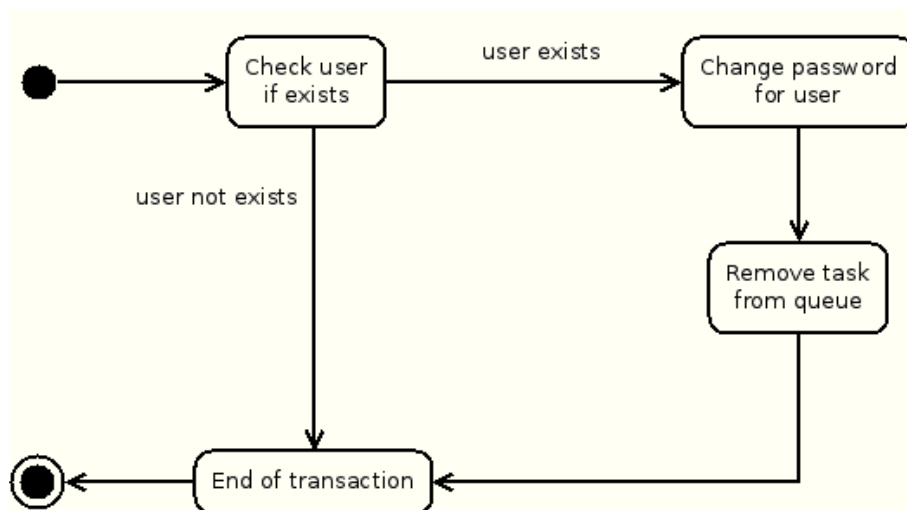 Check user
if exists
user exists
Change password
for user
user not exists
Remove task
from queue
End of transaction